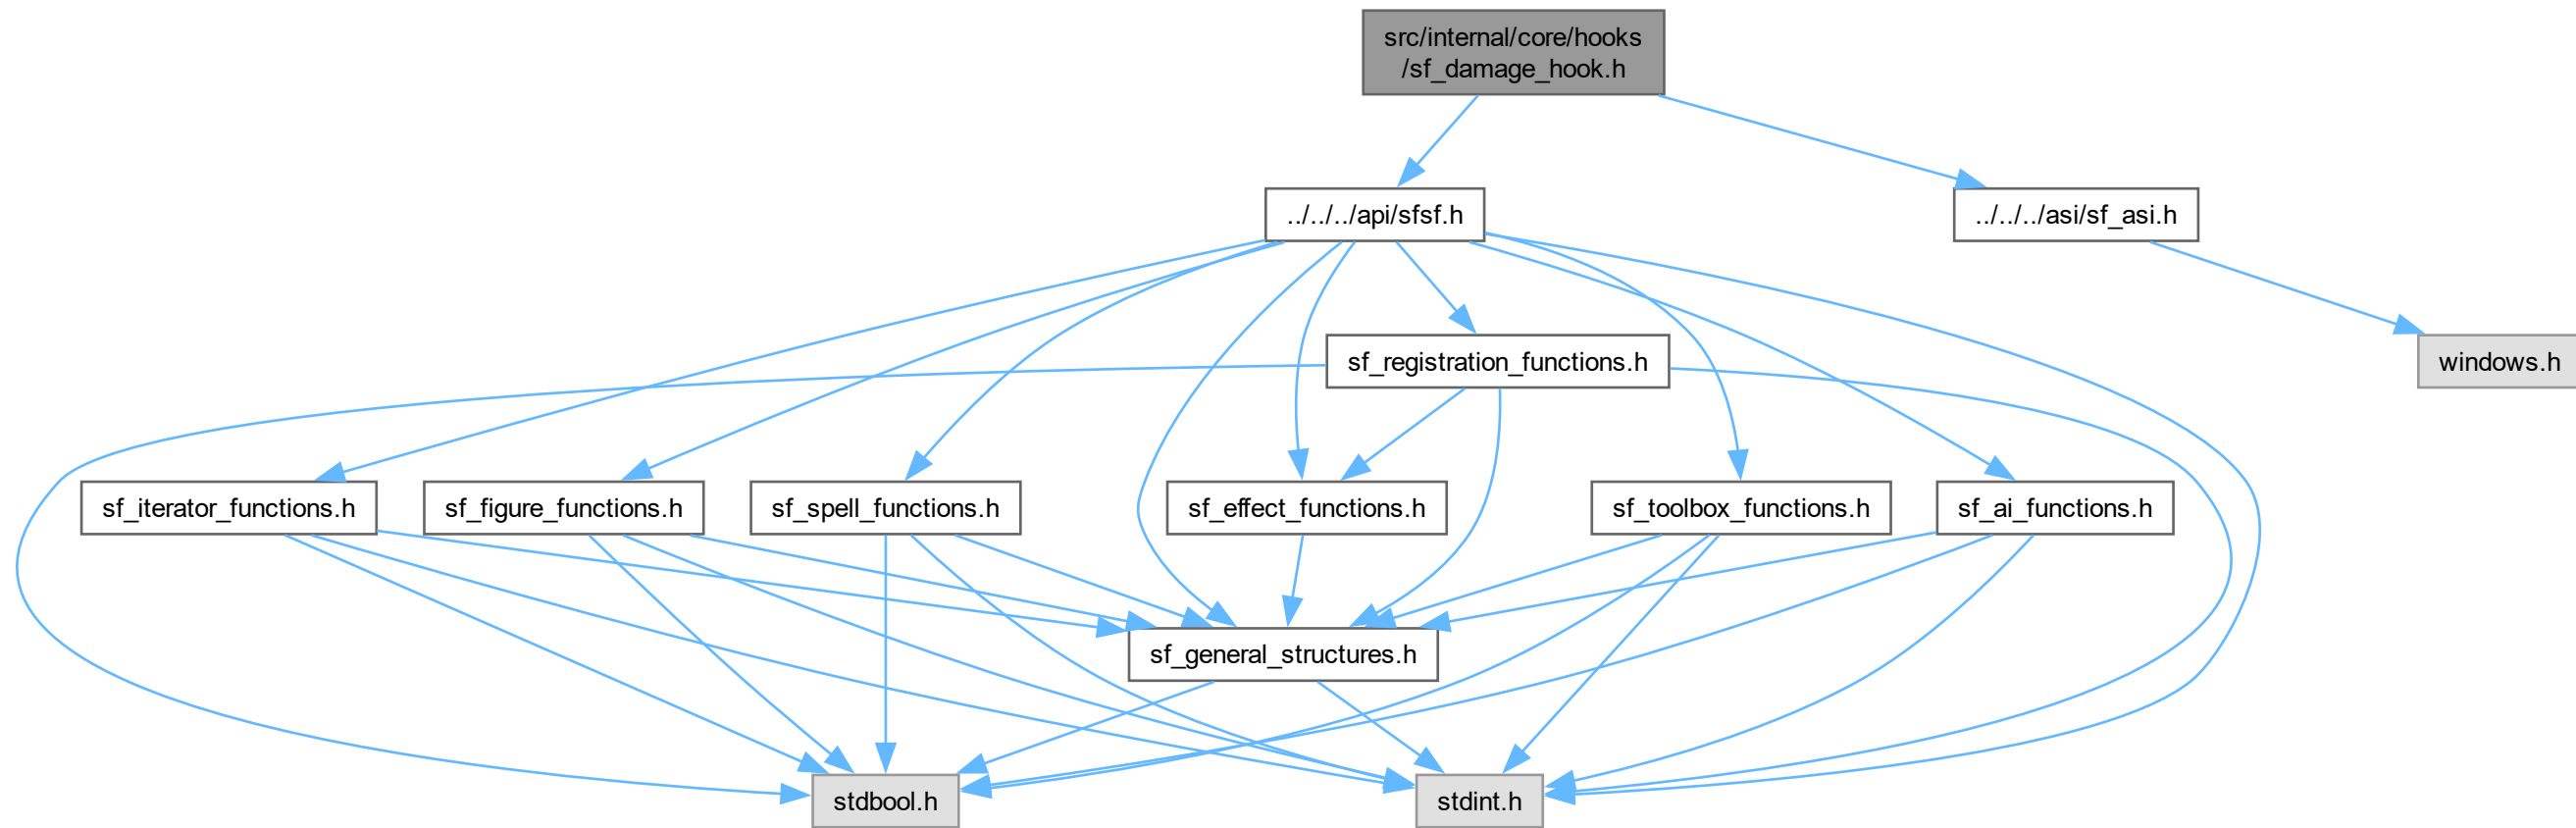 src/internal/core/hooks
/sf_damage_hook.h
../../../api/sfsf.h
../../../asi/sf_asi.h
sf_registration_functions.h
windows.h
sf_iterator_functions.h
sf_figure_functions.h
sf_spell_functions.h
sf_effect_functions.h
sf_toolbox_functions.h
sf_ai_functions.h
sf_general_structures.h
stdbool.h
stdint.h